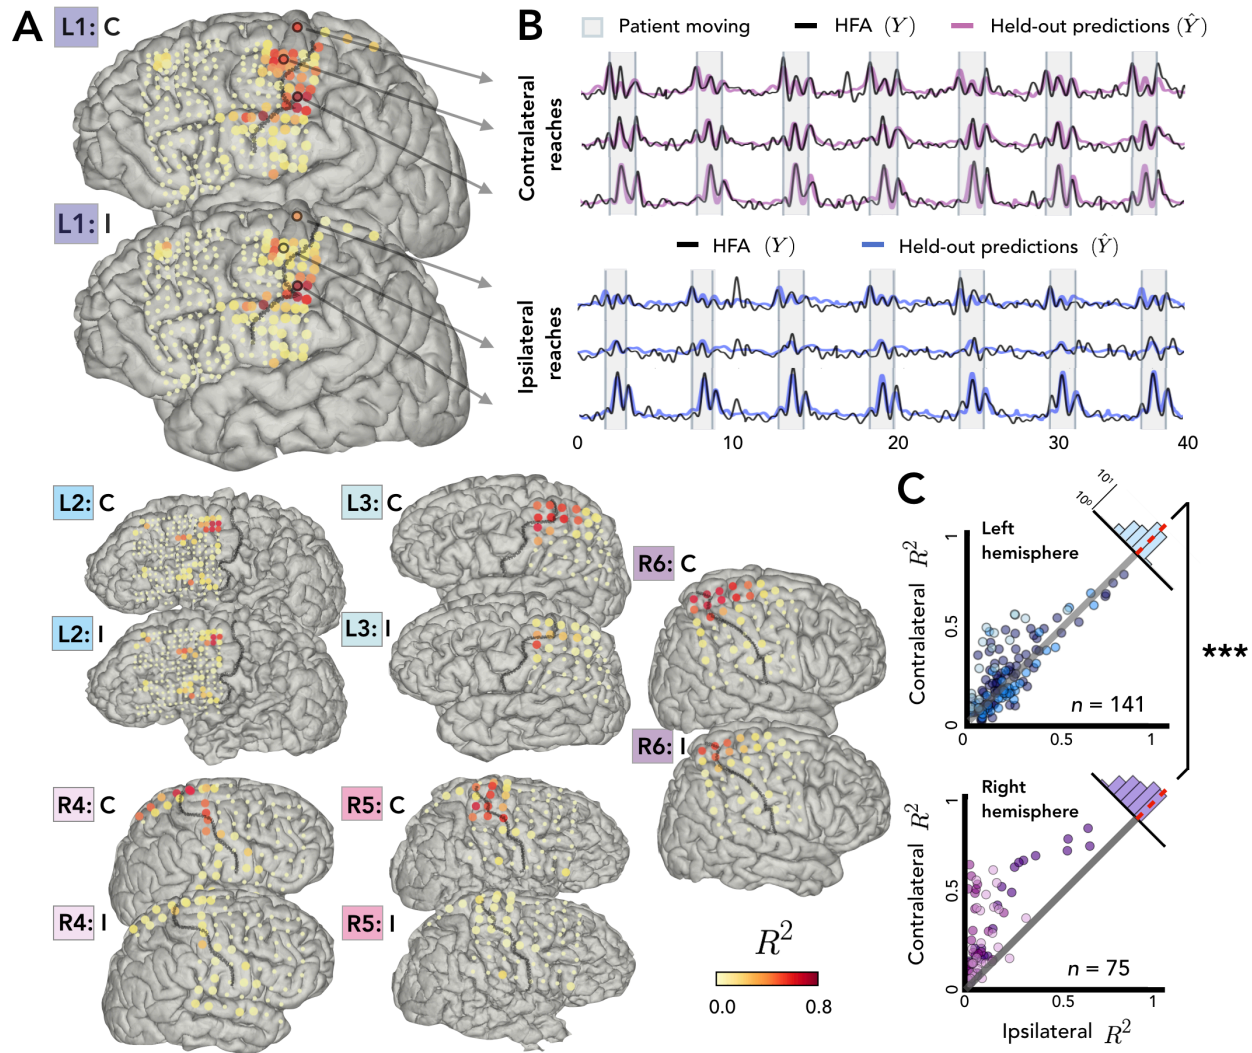 A
L1: C
L1: I
B
Patient moving
HFA (Y)
Held-out predictions (Ŷ)
Contralateral
reaches
HFA (Y)
Held-out predictions (Ŷ)
Ipsilateral
reaches
0 10 20 30 40
L2: C
L2: I
L3: C
L3: I
R6: C
R6: I
R4: C
R4: I
R5: C
R5: I
R²
0.0 0.8
C
10⁰ 10¹
Left
hemisphere
Contralateral R²
1
0.5
0
n = 141
0 0.5 1
***
Right
hemisphere
Contralateral R²
1
0.5
0
n = 75
0 0.5 1
Ipsilateral R²